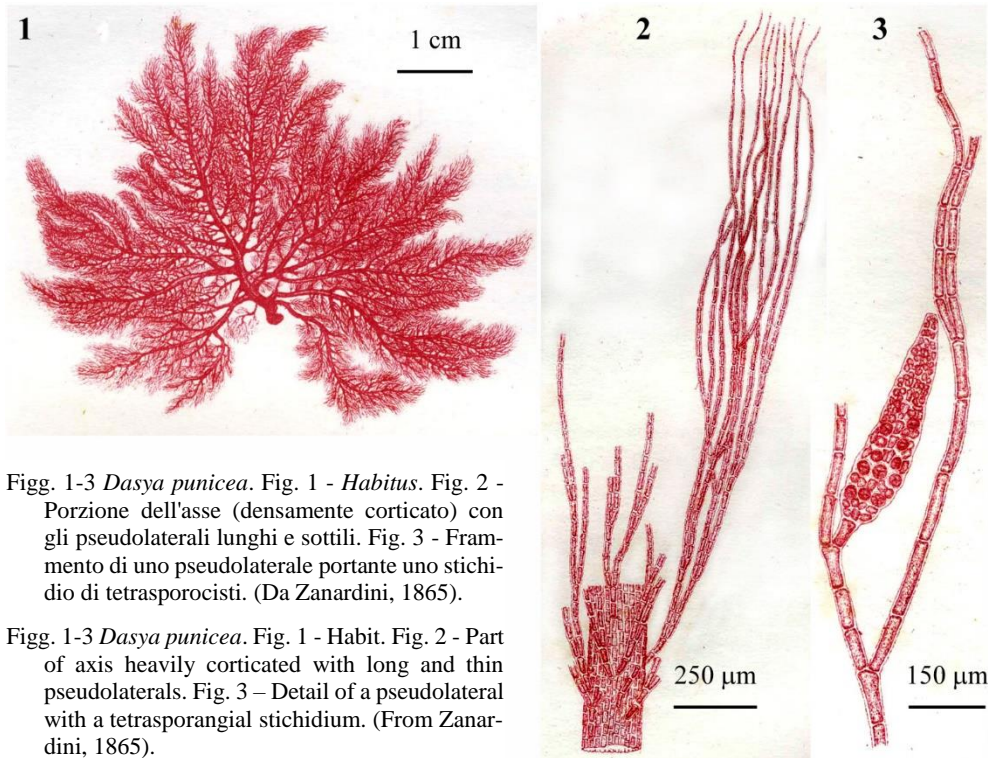 1
1 cm
2
3
250 µm
150 µm
Figg. 1-3 Dasya punicea. Fig. 1 - Habitus. Fig. 2 -
Porzione dell'asse (densamente corticato) con
gli pseudolaterali lunghi e sottili. Fig. 3 - Fram-
mento di uno pseudolaterale portante uno stichi-
dio di tetrasporocisti. (Da Zanardini, 1865).
Figg. 1-3 Dasya punicea. Fig. 1 - Habit. Fig. 2 - Part
of axis heavily corticated with long and thin
pseudolaterals. Fig. 3 – Detail of a pseudolateral
with a tetrasporangial stichidium. (From Zanar-
dini, 1865).